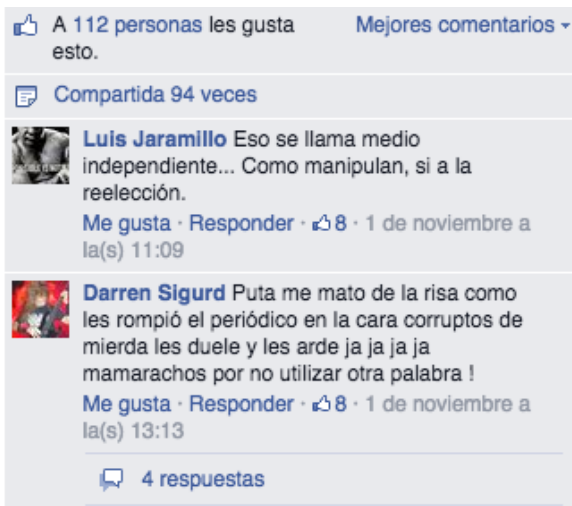 A 112 personas les gusta esto. Mejores comentarios
Compartida 94 veces
Luis Jaramillo Eso se llama medio
independiente... Como manipulan, si a la
reelección.
Me gusta · Responder · 8 · 1 de noviembre a
la(s) 11:09
Darren Sigurd Puta me mato de la risa como
les rompió el periódico en la cara corruptos de
mierda les duele y les arde ja ja ja ja
mamarachos por no utilizar otra palabra !
Me gusta · Responder · 8 · 1 de noviembre a
la(s) 13:13
4 respuestas